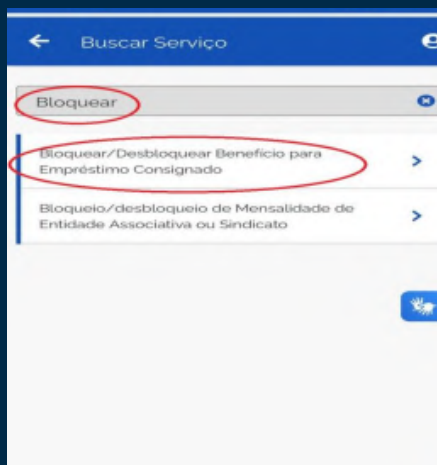 Buscar Serviço
Bloquear
Bloquear/Desbloquear Benefício para
Empréstimo Consignado
Bloqueio/desbloqueio de Mensalidade de
Entidade Associativa ou Sindicato